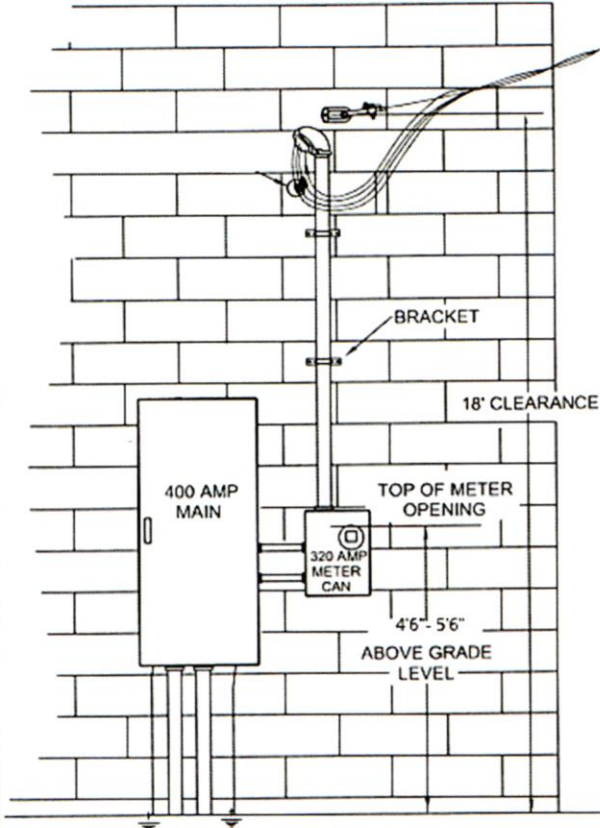 BRACKET
18' CLEARANCE
400 AMP
MAIN
TOP OF METER
OPENING
320 AMP
METER
CAN
4'6"- 5'6"
ABOVE GRADE
LEVEL